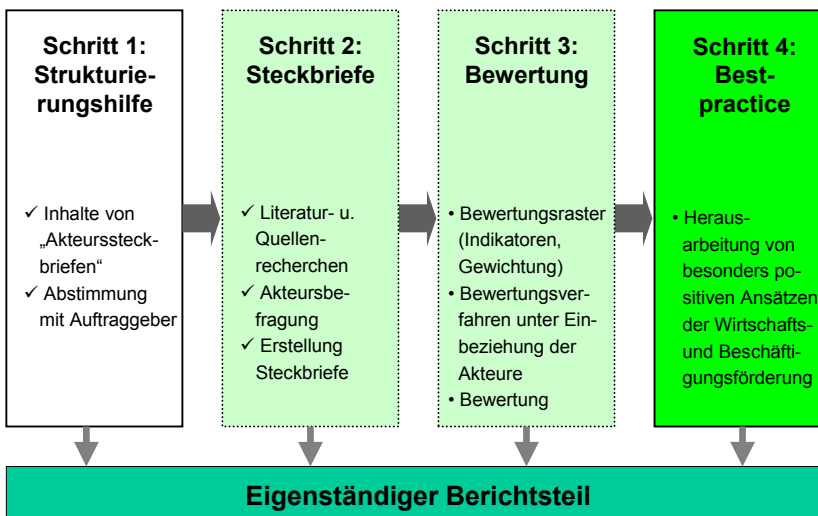 Schritt 1:
Strukturie-
rungshilfe
✓ Inhalte von
„Akteurssteck-
briefen“
✓ Abstimmung
mit Auftraggeber
Schritt 2:
Steckbriefe
✓ Literatur- u.
Quellen-
recherchen
✓ Akteursbe-
fragung
✓ Erstellung
Steckbriefe
Schritt 3:
Bewertung
• Bewertungsraster
(Indikatoren,
Gewichtung)
• Bewertungsver-
fahren unter Ein-
beziehung der
Akteure
• Bewertung
Schritt 4:
Best-
practice
• Heraus-
arbeitung von
besonders po-
sitiven Ansätzen
der Wirtschafts-
und Beschäfti-
gungsförderung
Eigenständiger Berichtsteil